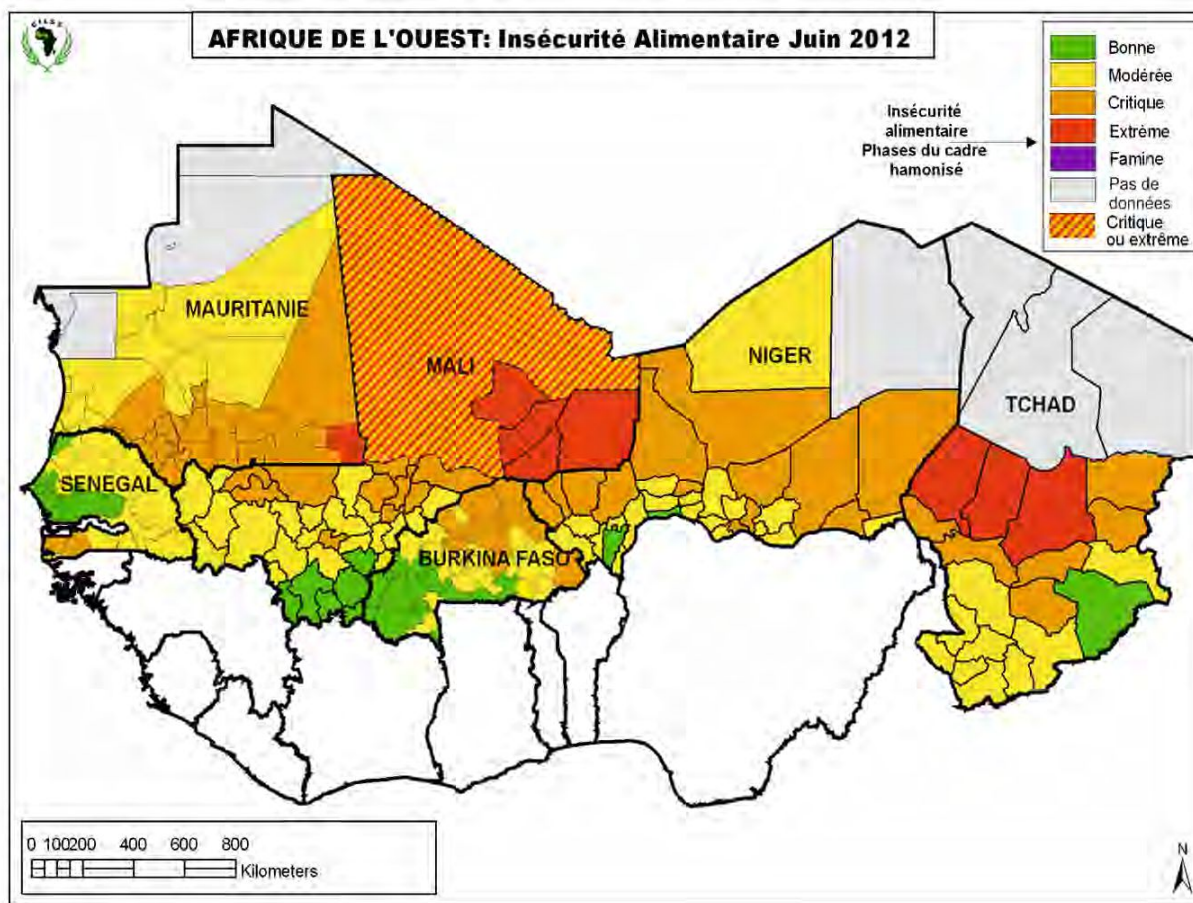 CILSS
AFRIQUE DE L'OUEST: Insécurité Alimentaire Juin 2012
Bonne
Modérée
Critique
Extrême
Famine
Pas de
données
Critique
ou extrême
Insécurité
alimentaire
Phases du cadre
hamonisé
MAURITANIE
MALI
NIGER
TCHAD
SENEGAL
BURKINA FASO
0 100200 400 600 800
Kilometers
N